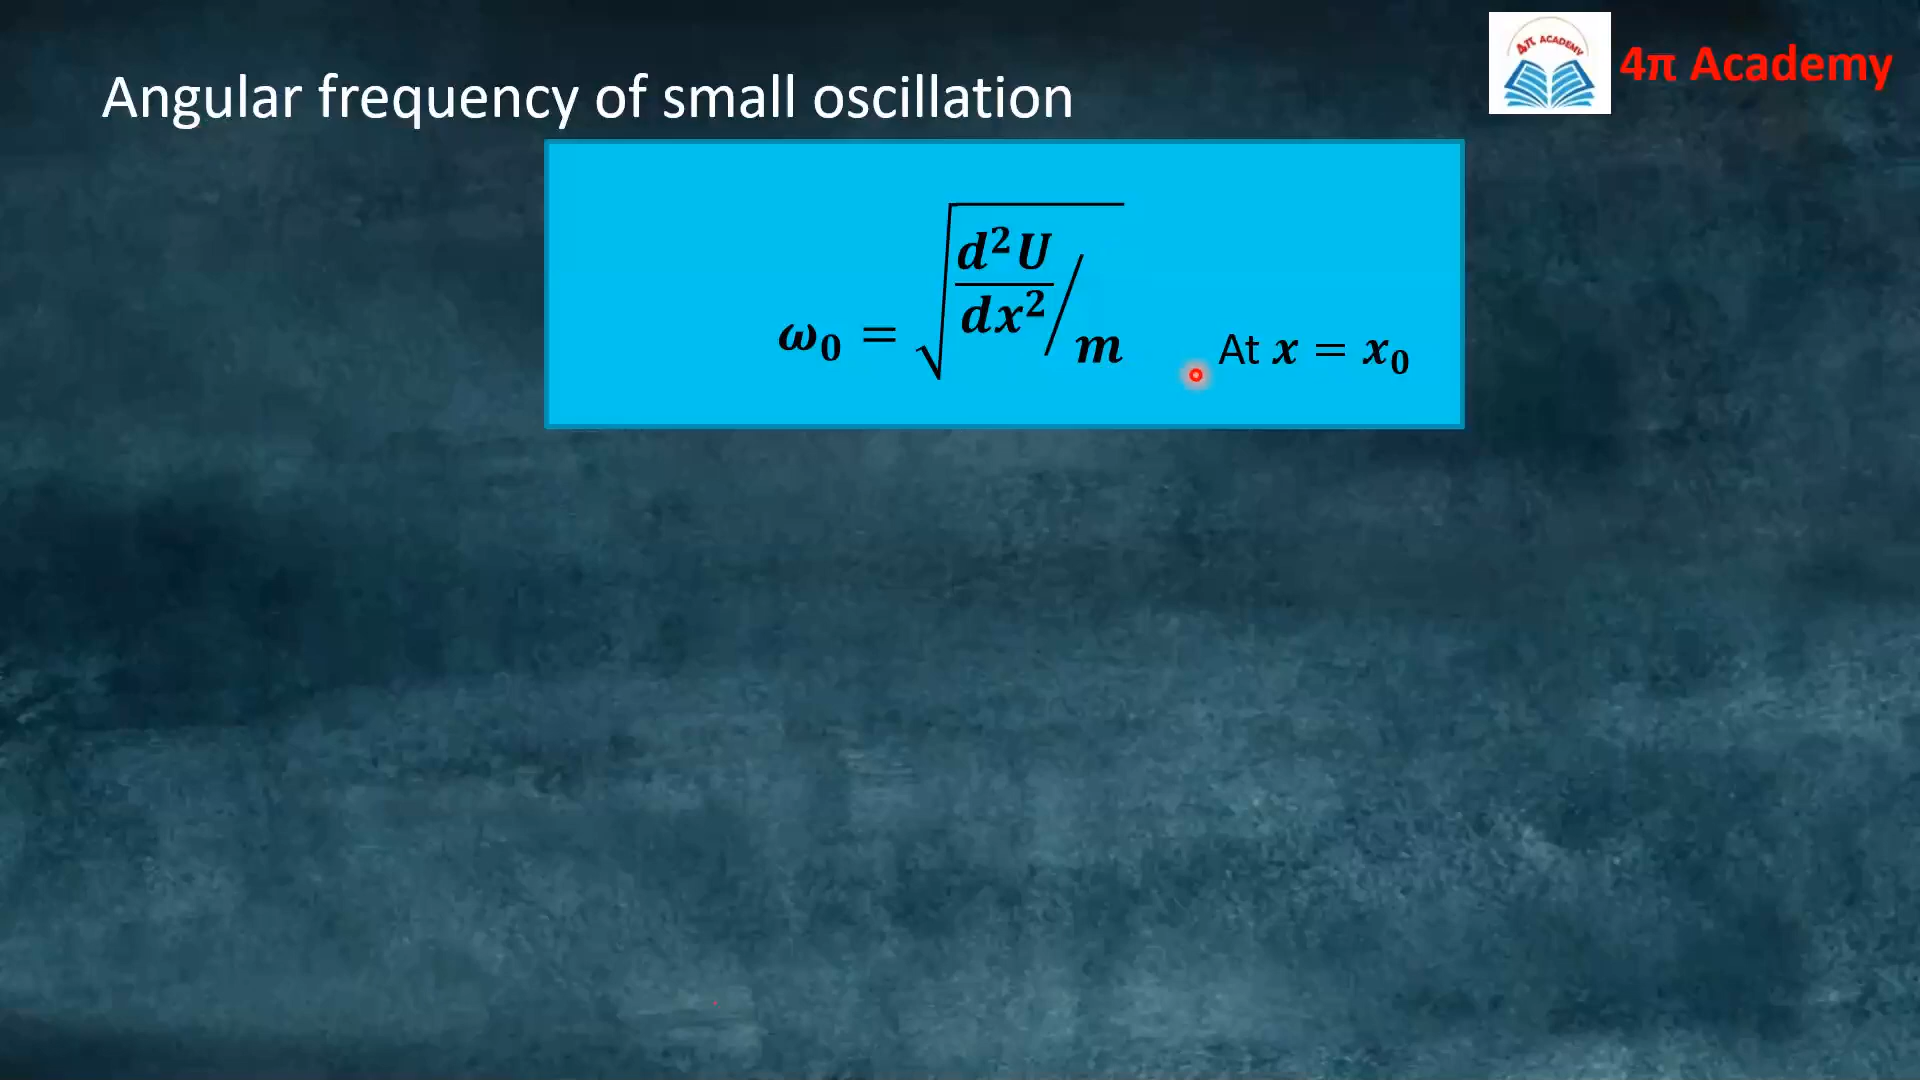 4π ACADEMY
4π Academy
Angular frequency of small oscillation
ω₀ = √(d²U/dx² / m) At x = x₀